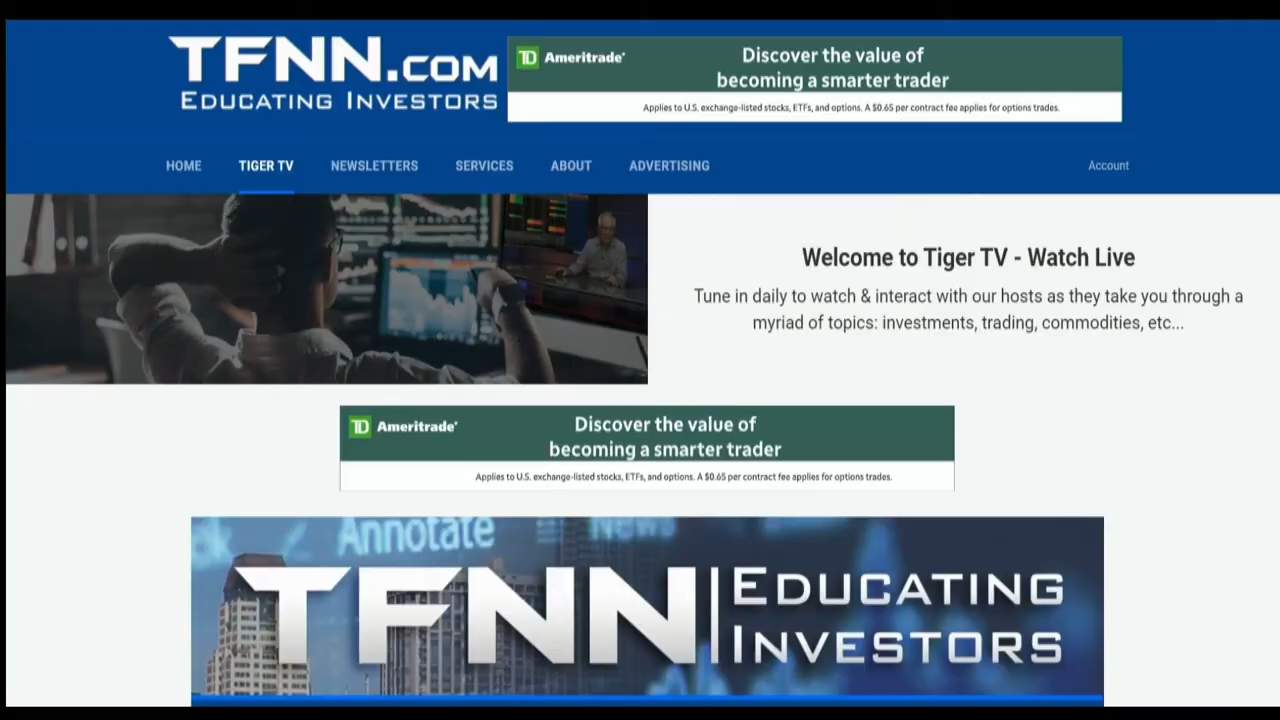 TFNN.COM
EDUCATING INVESTORS
TD Ameritrade
Discover the value of
becoming a smarter trader
Applies to U.S. exchange-listed stocks, ETFs, and options. A $0.65 per contract fee applies for options trades.
HOME TIGER TV NEWSLETTERS SERVICES ABOUT ADVERTISING Account
Welcome to Tiger TV - Watch Live
Tune in daily to watch & interact with our hosts as they take you through a
myriad of topics: investments, trading, commodities, etc...
TD Ameritrade
Discover the value of
becoming a smarter trader
Applies to U.S. exchange-listed stocks, ETFs, and options. A $0.65 per contract fee applies for options trades.
Annotate News
TFNN EDUCATING
INVESTORS